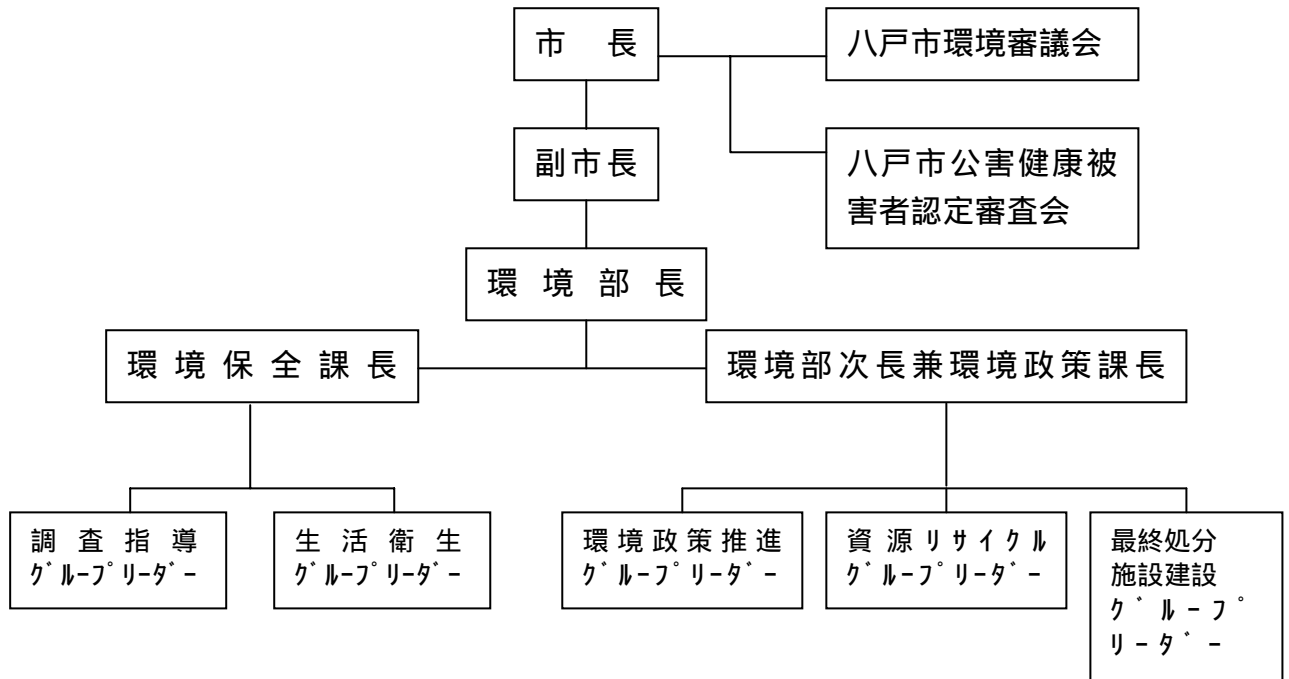 市　長
八戸市環境審議会
副市長
八戸市公害健康被
害者認定審査会
環 境 部 長
環 境 保 全 課 長
環境部次長兼環境政策課長
調 査 指 導
ｸﾞﾙｰﾌﾟﾘｰﾀﾞｰ
生 活 衛 生
ｸﾞﾙｰﾌﾟﾘｰﾀﾞｰ
環境政策推進
ｸﾞﾙｰﾌﾟﾘｰﾀﾞｰ
資源リサイクル
ｸﾞﾙｰﾌﾟﾘｰﾀﾞｰ
最終処分
施設建設
ｸﾞﾙｰﾌﾟ
ﾘｰﾀﾞｰ